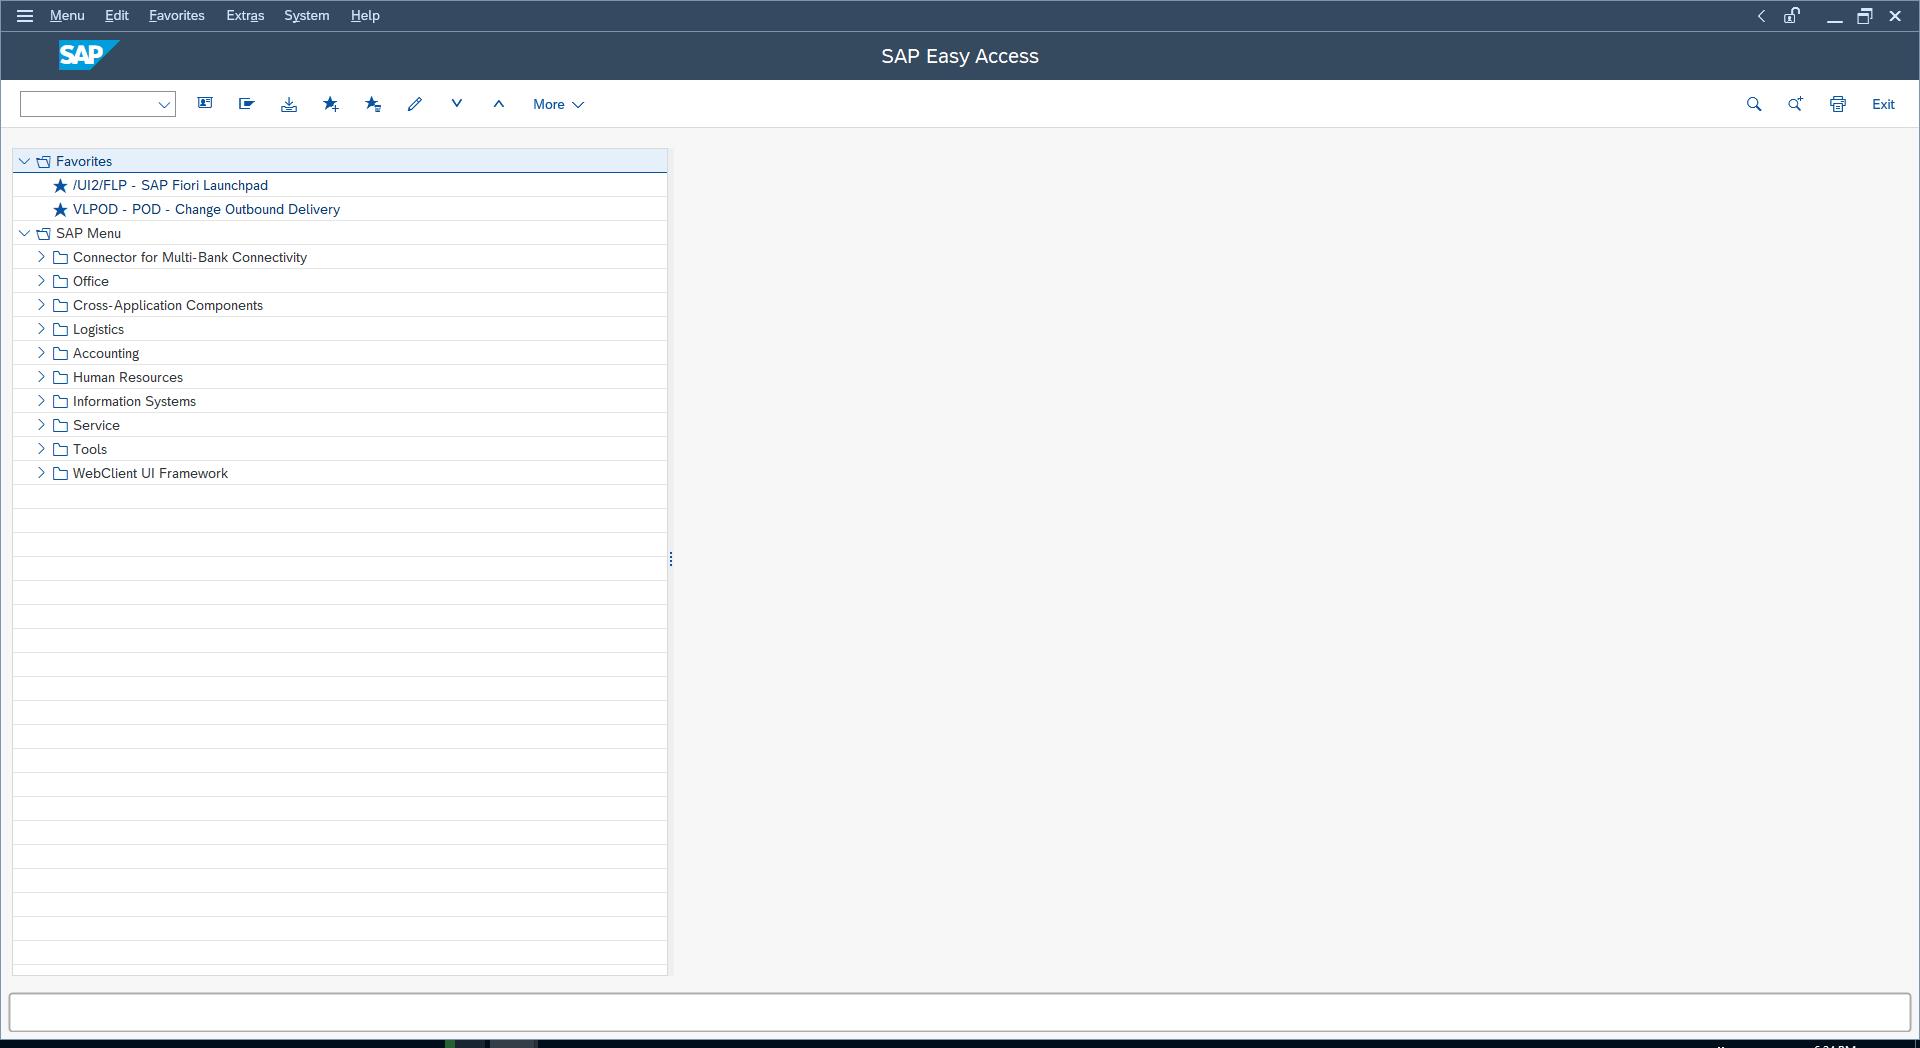 Menu Edit Favorites Extras System Help
SAP
SAP Easy Access
More
Exit
Favorites
/UI2/FLP - SAP Fiori Launchpad
VLPOD - POD - Change Outbound Delivery
SAP Menu
Connector for Multi-Bank Connectivity
Office
Cross-Application Components
Logistics
Accounting
Human Resources
Information Systems
Service
Tools
WebClient UI Framework